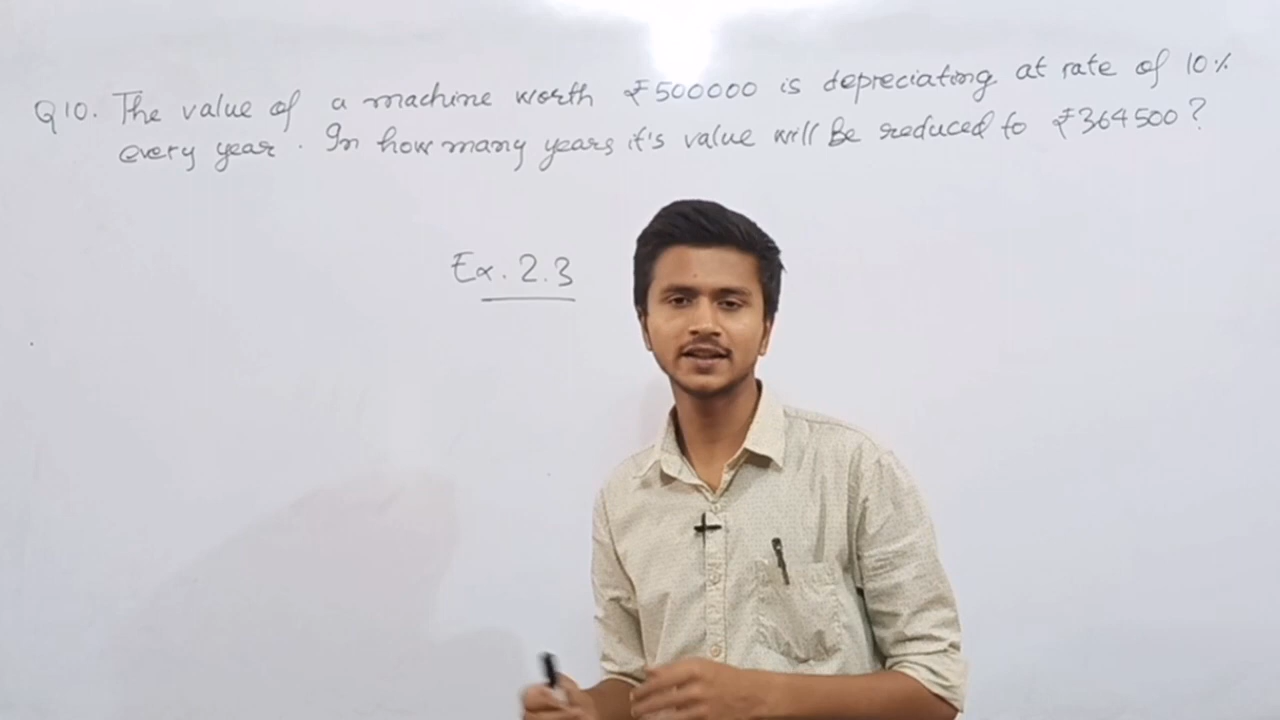 Q10. The value of a machine worth ₹500000 is depreciating at rate of 10%
every year. In how many years it's value will be reduced to ₹364500?
Ex. 2.3